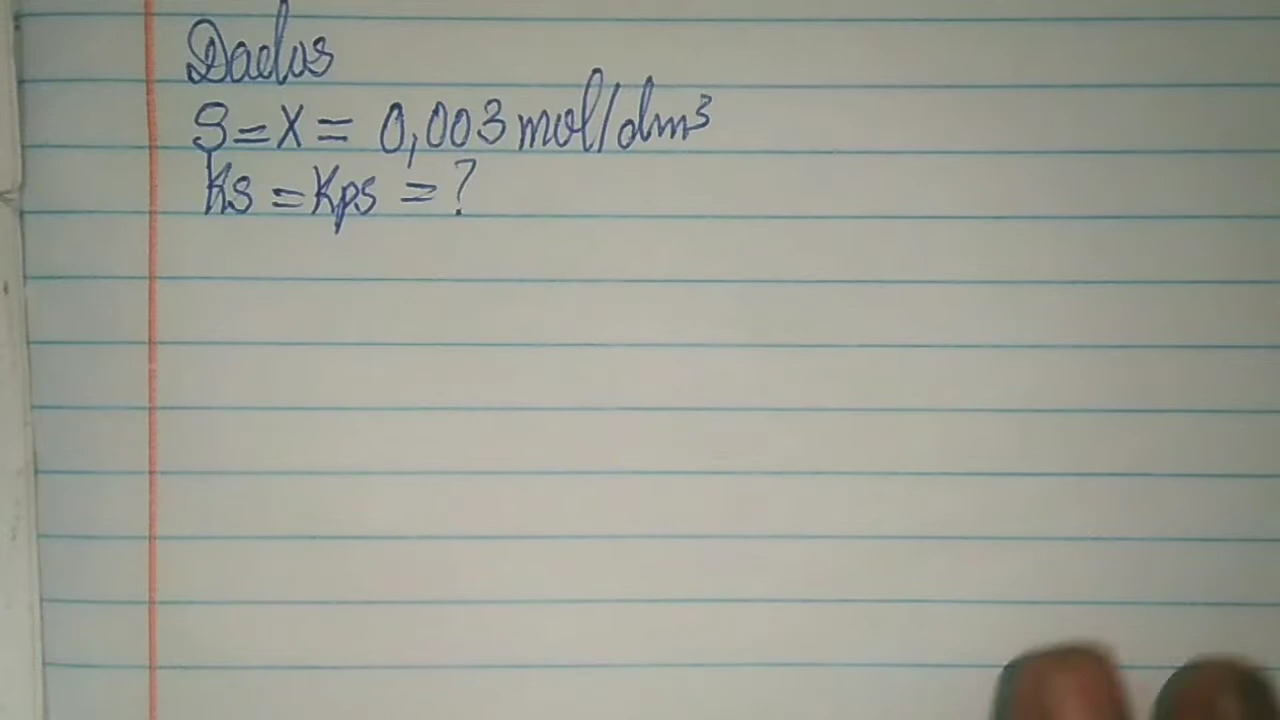 Dados
S = X = 0,003 mol/dm³
Ks = Kps = ?